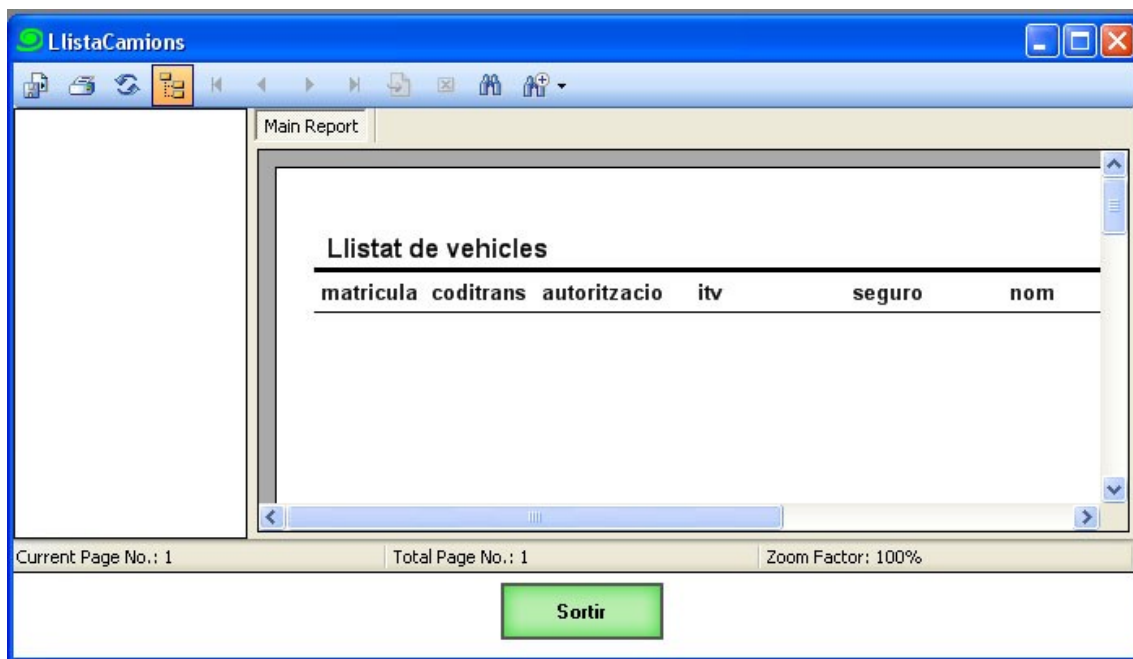 LlistaCamions
Main Report
Llistat de vehicles
matricula coditrans autoritzacio itv seguro nom
Current Page No.: 1 Total Page No.: 1 Zoom Factor: 100%
Sortir